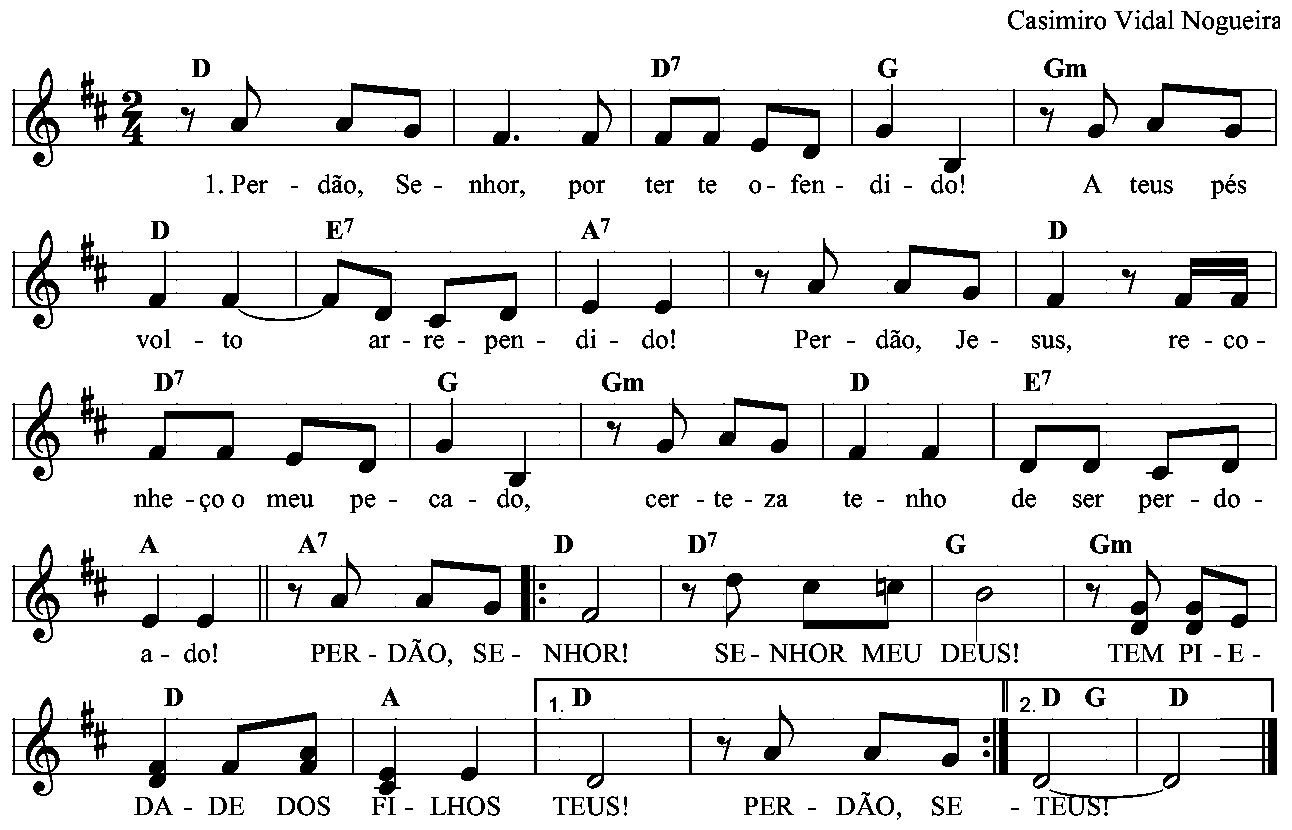 Casimiro Vidal Nogueira
D D7 G Gm
2
4
1. Per - dão, Se - nhor, por ter te o - fen - di - do! A teus pés
D E7 A7 D
vol - to ar - re - pen - di - do! Per - dão, Je - sus, re - co -
D7 G Gm D E7
nhe - ço o meu pe - ca - do, cer - te - za te - nho de ser per - do -
A A7 D D7 G Gm
a - do! PER - DÃO, SE - NHOR! SE - NHOR MEU DEUS! TEM PI - E -
D A 1. D 2. D G D
DA - DE DOS FI - LHOS TEUS! PER - DÃO, SE - TEUS!